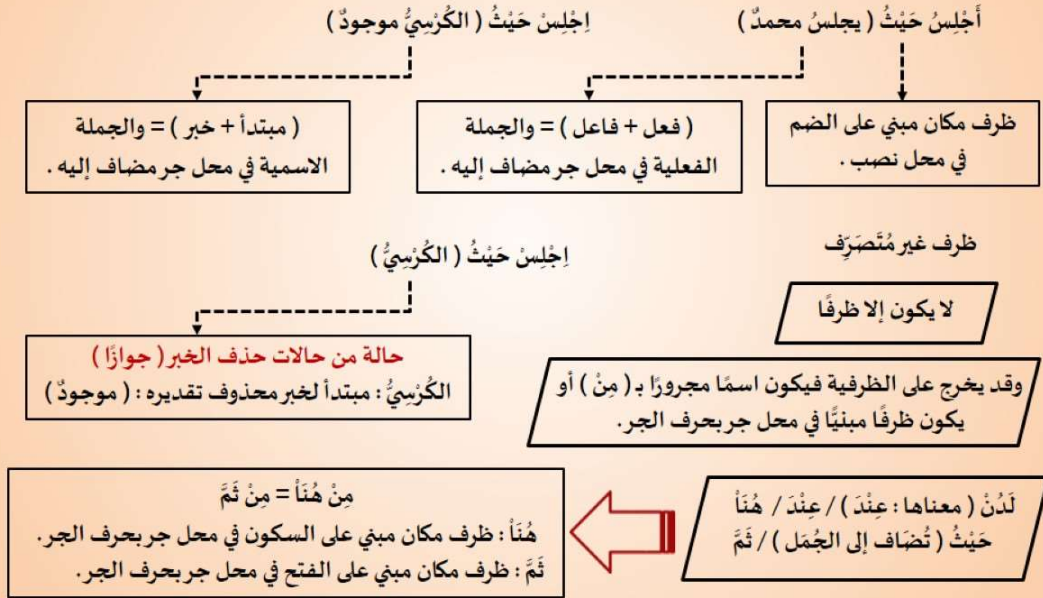 أَجْلِسُ حَيْثُ ( يجلسُ محمدٌ )
اِجْلِسْ حَيْثُ ( الكُرْسِيُّ موجودٌ )
ظرف مكان مبني على الضم
في محل نصب .
( فعل + فاعل ) = والجملة
الفعلية في محل جر مضاف إليه .
( مبتدأ + خبر ) = والجملة
الاسمية في محل جر مضاف إليه .
ظرف غير مُتَصَرِّف
اِجْلِسْ حَيْثُ ( الكُرْسِيُّ )
لا يكون إلا ظرفًا
حالة من حالات حذف الخبر ( جوازًا )
الكُرْسِيُّ : مبتدأ لخبر محذوف تقديره : ( موجودٌ )
وقد يخرج على الظرفية فيكون اسمًا مجرورًا بـ ( مِنْ ) أو
يكون ظرفًا مبنيًّا في محل جر بحرف الجر.
لَدُنْ ( معناها : عِنْدَ ) / عِنْدَ / هُنَاْ
حَيْثُ ( تُضَاف إلى الجُمَل ) / ثَمَّ
مِنْ هُنَاْ = مِنْ ثَمَّ
هُنَاْ : ظرف مكان مبني على السكون في محل جر بحرف الجر.
ثَمَّ : ظرف مكان مبني على الفتح في محل جر بحرف الجر.